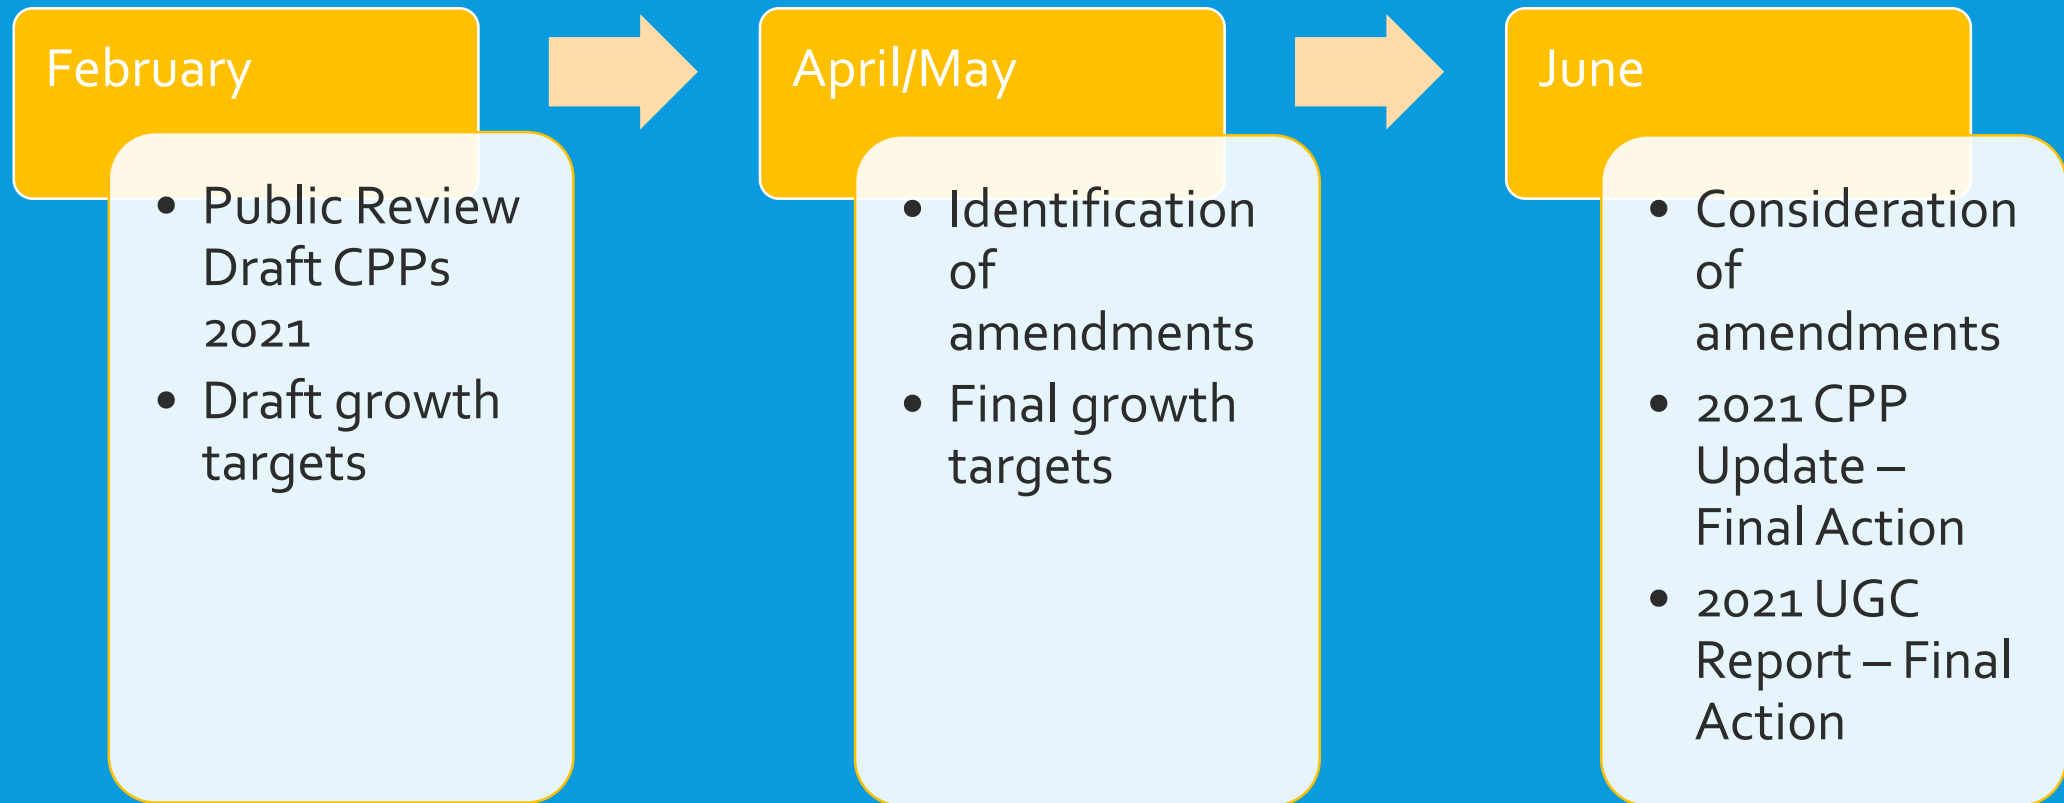 February
• Public Review
Draft CPPs
2021
• Draft growth
targets
April/May
• Identification
of
amendments
• Final growth
targets
June
• Consideration
of
amendments
• 2021 CPP
Update –
Final Action
• 2021 UGC
Report – Final
Action